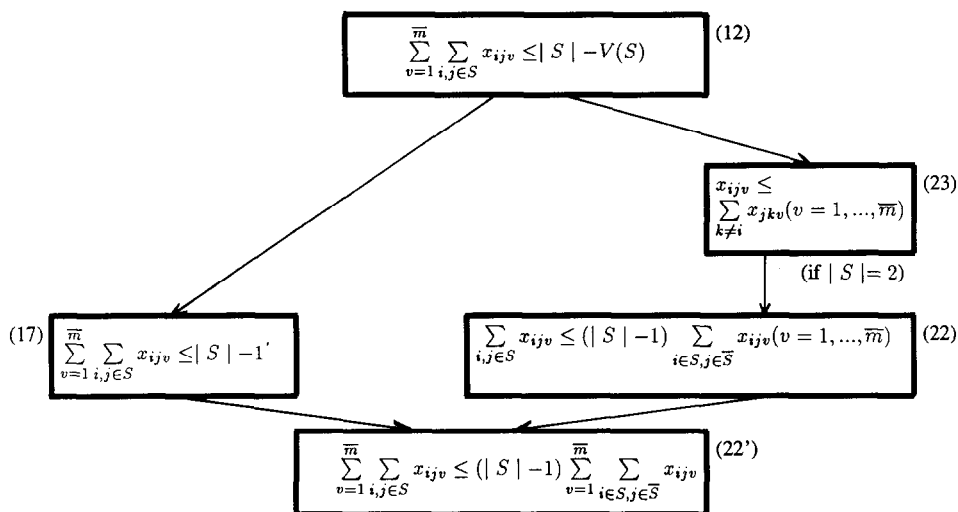 (12)
\sum_{v=1}^{\overline{m}} \sum_{i,j \in S} x_{ijv} \leq | S | -V(S)
(23)
x_{ijv} \leq
\sum_{k \neq i} x_{jkv} (v = 1, ..., \overline{m})
(if | S |= 2)
(17)
\sum_{v=1}^{\overline{m}} \sum_{i,j \in S} x_{ijv} \leq | S | -1'
\sum_{i,j \in S} x_{ijv} \leq (| S | -1) \sum_{i \in S, j \in \overline{S}} x_{ijv} (v = 1, ..., \overline{m})
(22)
(22')
\sum_{v=1}^{\overline{m}} \sum_{i,j \in S} x_{ijv} \leq (| S | -1) \sum_{v=1}^{\overline{m}} \sum_{i \in S, j \in \overline{S}} x_{ijv}